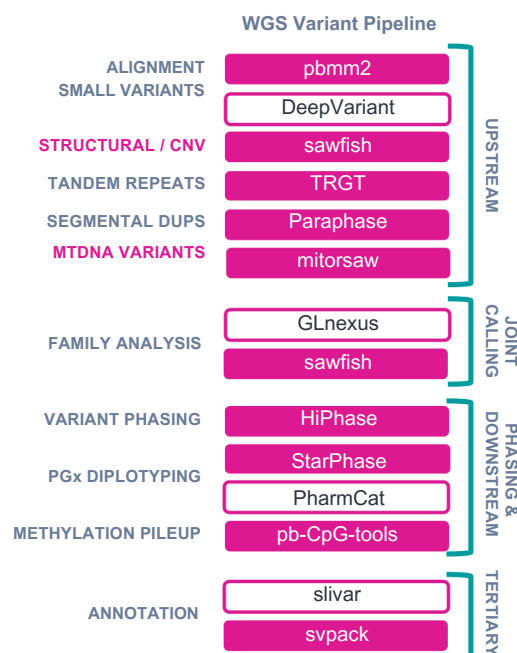 WGS Variant Pipeline
ALIGNMENT
pbmm2
SMALL VARIANTS
DeepVariant
STRUCTURAL / CNV
sawfish
TANDEM REPEATS
TRGT
SEGMENTAL DUPS
Paraphase
MTDNA VARIANTS
mitorsaw
UPSTREAM
GLnexus
FAMILY ANALYSIS
sawfish
JOINT
CALLING
VARIANT PHASING
HiPhase
StarPhase
PGx DIPLOTYPING
PharmCat
METHYLATION PILEUP
pb-CpG-tools
PHASING &
DOWNSTREAM
slivar
ANNOTATION
svpack
TERTIARY